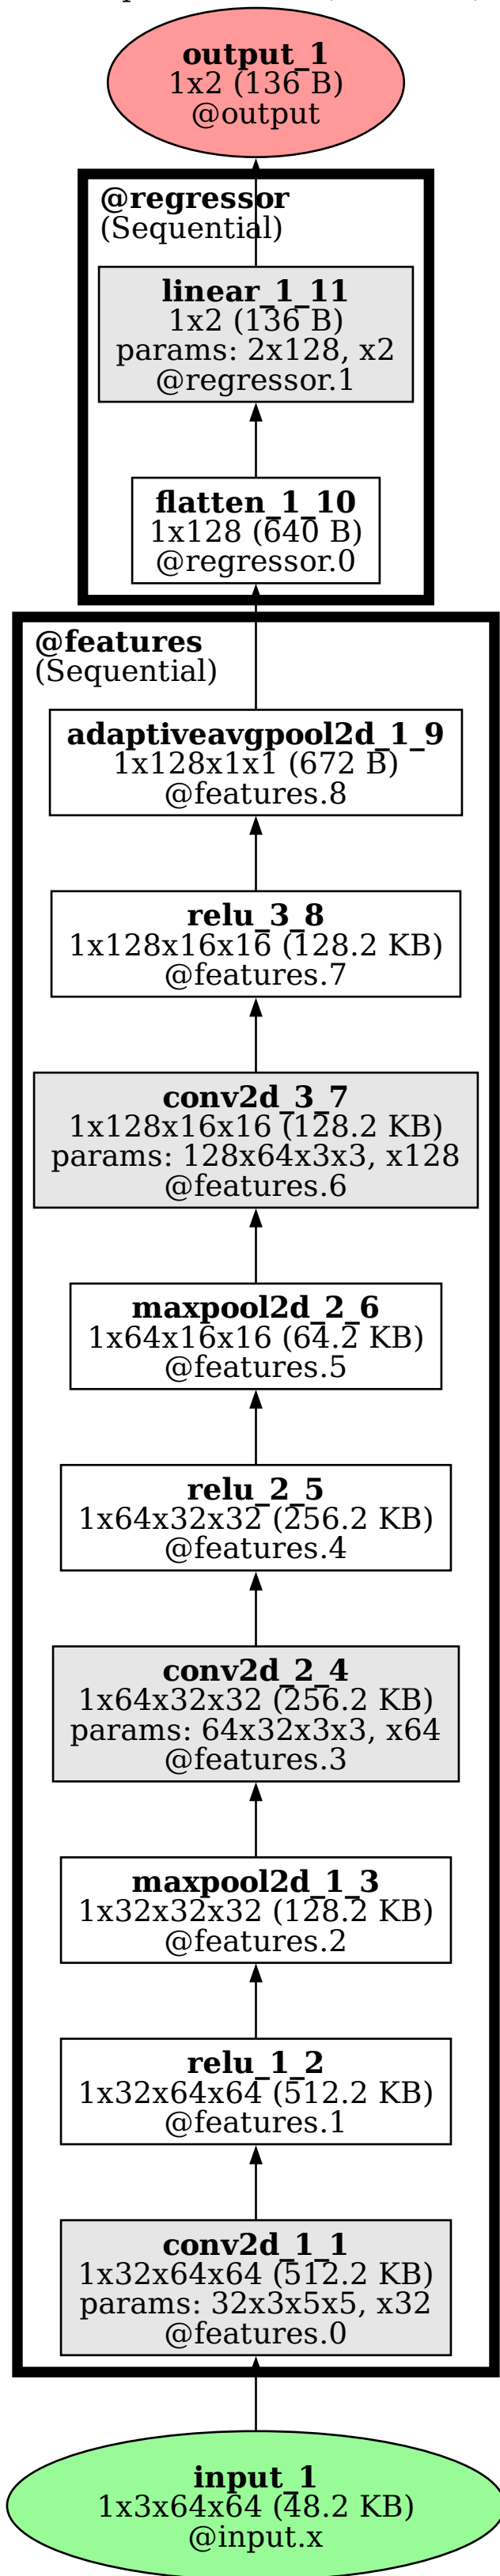 output_1
1x2 (136 B)
@output
@regressor
(Sequential)
linear_1_11
1x2 (136 B)
params: 2x128, x2
@regressor.1
flatten_1_10
1x128 (640 B)
@regressor.0
@features
(Sequential)
adaptiveavgpool2d_1_9
1x128x1x1 (672 B)
@features.8
relu_3_8
1x128x16x16 (128.2 KB)
@features.7
conv2d_3_7
1x128x16x16 (128.2 KB)
params: 128x64x3x3, x128
@features.6
maxpool2d_2_6
1x64x16x16 (64.2 KB)
@features.5
relu_2_5
1x64x32x32 (256.2 KB)
@features.4
conv2d_2_4
1x64x32x32 (256.2 KB)
params: 64x32x3x3, x64
@features.3
maxpool2d_1_3
1x32x32x32 (128.2 KB)
@features.2
relu_1_2
1x32x64x64 (512.2 KB)
@features.1
conv2d_1_1
1x32x64x64 (512.2 KB)
params: 32x3x5x5, x32
@features.0
input_1
1x3x64x64 (48.2 KB)
@input.x